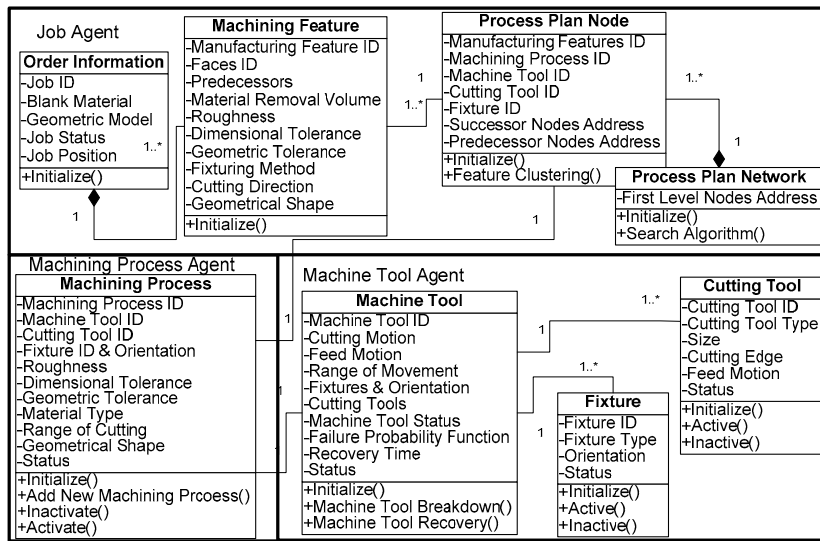 Job Agent
Order Information
-Job ID
-Blank Material
-Geometric Model
-Job Status
-Job Position
+Initialize()
1..*
1
Machining Feature
-Manufacturing Feature ID
-Faces ID
-Predecessors
-Material Removal Volume
-Roughness
-Dimensional Tolerance
-Geometric Tolerance
-Fixturing Method
-Cutting Direction
-Geometrical Shape
+Initialize()
1
1..*
Process Plan Node
-Manufacturing Features ID
-Machining Process ID
-Machine Tool ID
-Cutting Tool ID
-Fixture ID
-Successor Nodes Address
-Predecessor Nodes Address
+Initialize()
+Feature Clustering()
1..*
1
1
Process Plan Network
-First Level Nodes Address
+Initialize()
+Search Algorithm()
Machining Process Agent
Machining Process
-Machining Process ID
-Machine Tool ID
-Cutting Tool ID
-Fixture ID & Orientation
-Roughness
-Dimensional Tolerance
-Geometric Tolerance
-Material Type
-Range of Cutting
-Geometrical Shape
-Status
+Initialize()
+Add New Machining Process()
+Inactivate()
+Activate()
1
1
Machine Tool Agent
Machine Tool
-Machine Tool ID
-Cutting Motion
-Feed Motion
-Range of Movement
-Fixtures & Orientation
-Cutting Tools
-Machine Tool Status
-Failure Probability Function
-Recovery Time
-Status
+Initialize()
+Machine Tool Breakdown()
+Machine Tool Recovery()
1
1..*
1..*
1
Fixture
-Fixture ID
-Fixture Type
-Orientation
-Status
+Initialize()
+Active()
+Inactive()
Cutting Tool
-Cutting Tool ID
-Cutting Tool Type
-Size
-Cutting Edge
-Feed Motion
-Status
+Initialize()
+Active()
+Inactive()